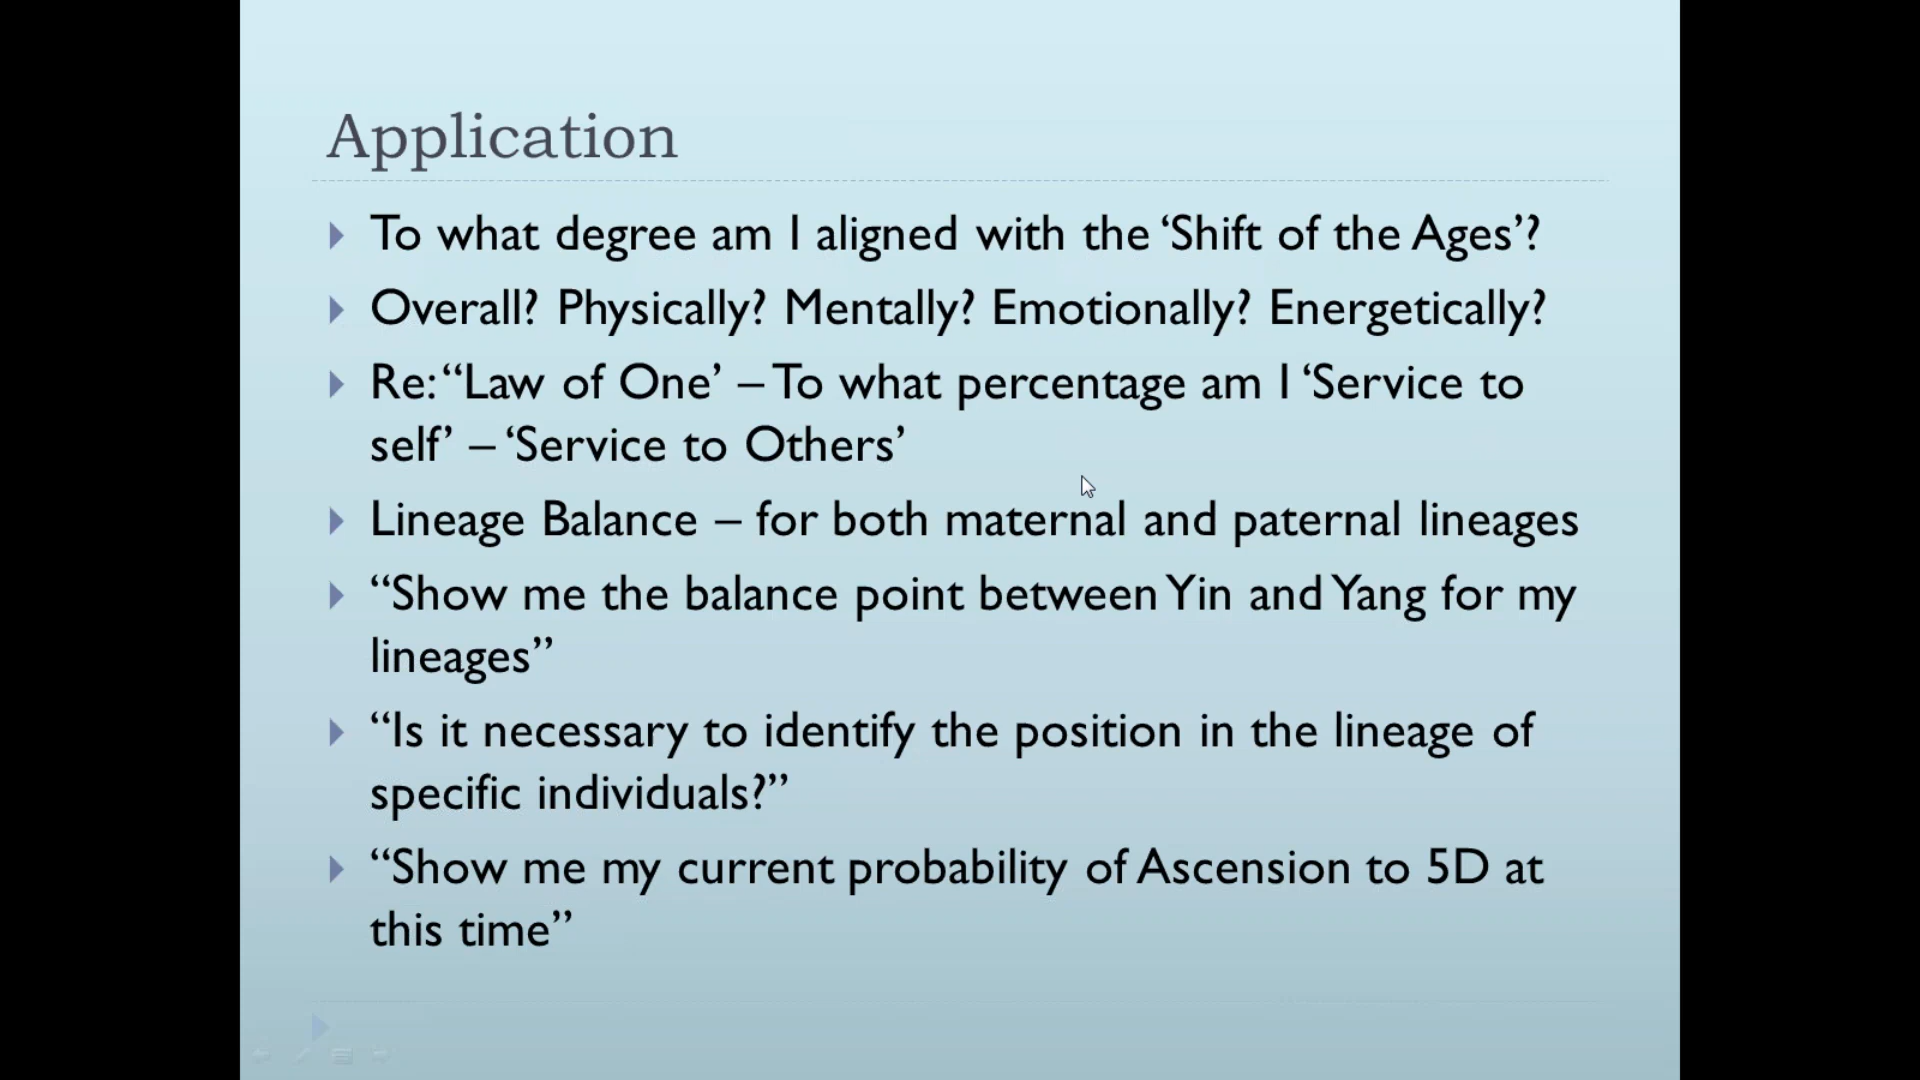 Application
To what degree am I aligned with the ‘Shift of the Ages’?
Overall? Physically? Mentally? Emotionally? Energetically?
Re: “Law of One’ – To what percentage am I ‘Service to
self’ – ‘Service to Others’
Lineage Balance – for both maternal and paternal lineages
“Show me the balance point between Yin and Yang for my
lineages”
“Is it necessary to identify the position in the lineage of
specific individuals?”
“Show me my current probability of Ascension to 5D at
this time”